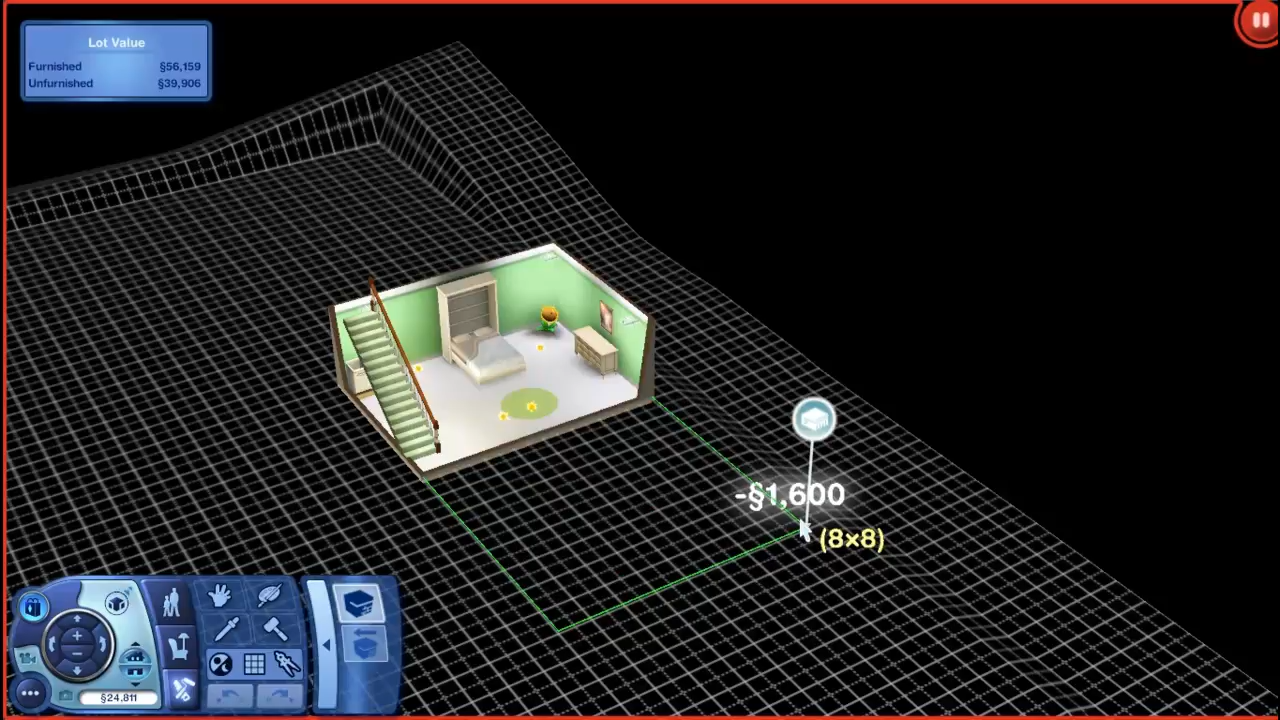 Lot Value
Furnished §56,159
Unfurnished §39,906
-§1,600
(8×8)
§24,811